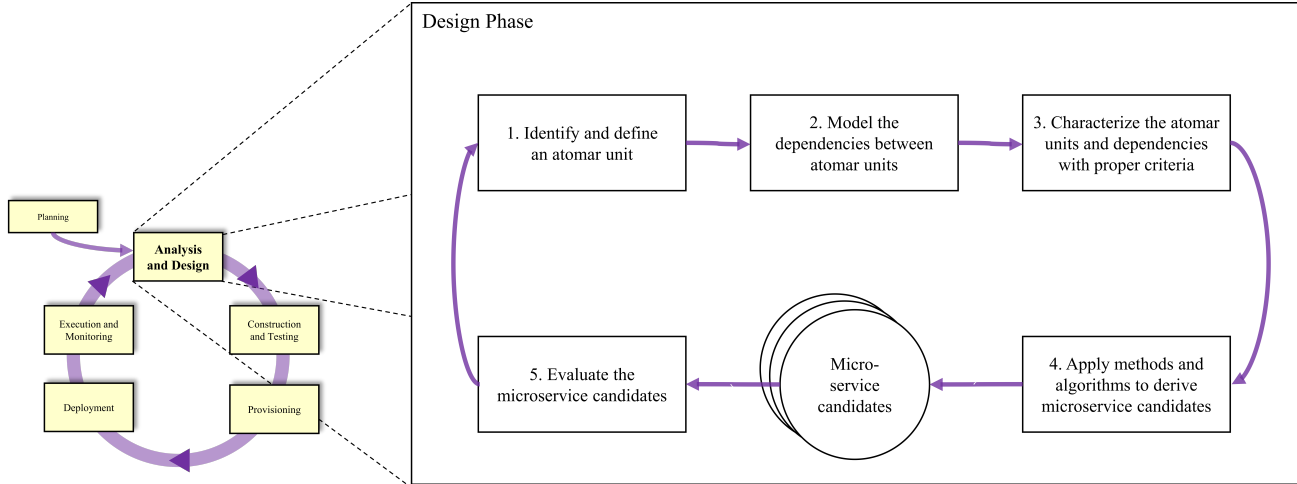 Design Phase
1. Identify and define
an atomar unit
2. Model the
dependencies between
atomar units
3. Characterize the atomar
units and dependencies
with proper criteria
Planning
Analysis
and Design
Execution and
Monitoring
Construction
and Testing
Deployment
Provisioning
5. Evaluate the
microservice candidates
Micro-
service
candidates
4. Apply methods and
algorithms to derive
microservice candidates